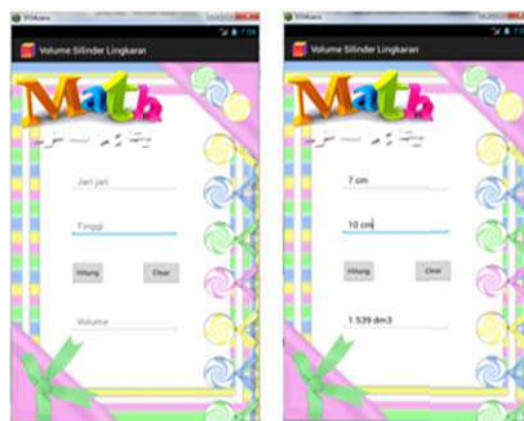 Volume Silinder Lingkaran
Math
Jari jari
Tinggi
Hitung Clear
Volume
Volume Silinder Lingkaran
Math
7 cm
10 cm
Hitung Clear
1.539 dm3